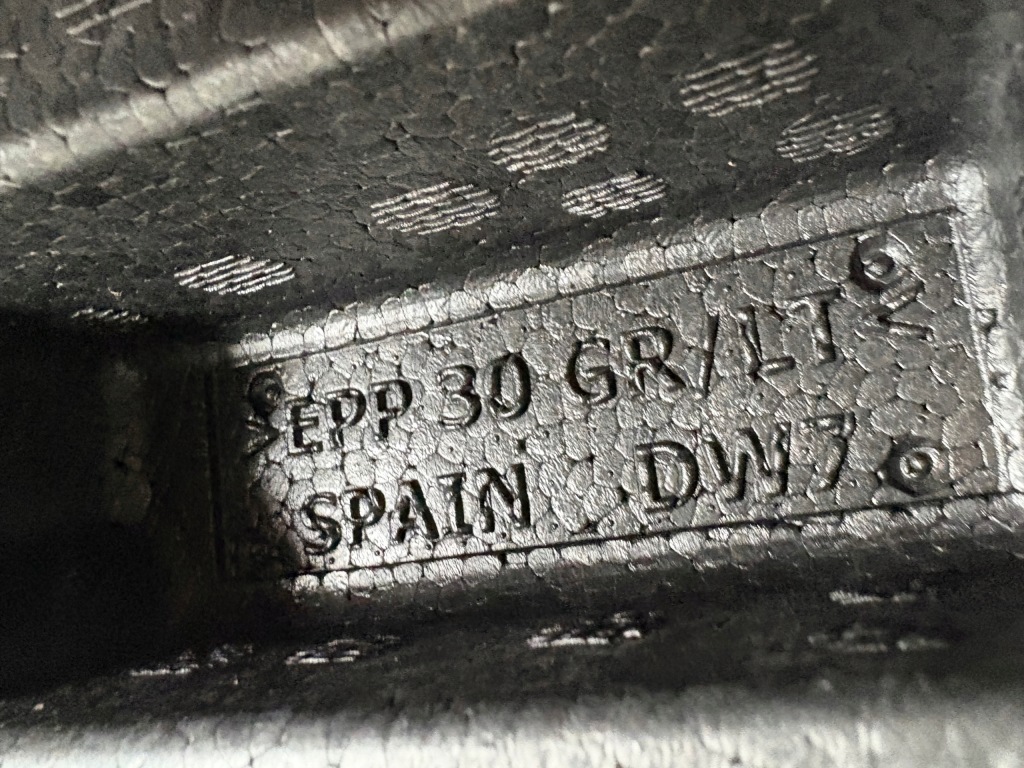 >EPP 30 GR/LT<
SPAIN DW7